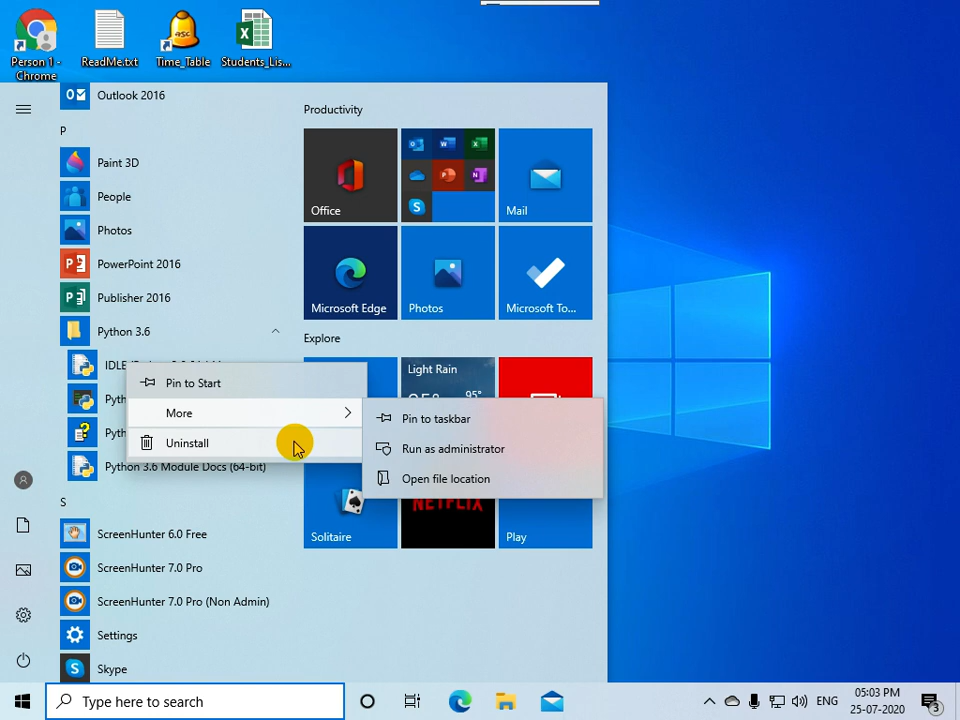 Person 1 -
Chrome
ReadMe.txt
Time_Table
Students_Lis...
Outlook 2016
P
Paint 3D
People
Photos
PowerPoint 2016
Publisher 2016
Python 3.6
IDLE
Pyth
Pyth
Python 3.6 Module Docs (64-bit)
S
ScreenHunter 6.0 Free
ScreenHunter 7.0 Pro
ScreenHunter 7.0 Pro (Non Admin)
Settings
Skype
Pin to Start
More
Uninstall
Pin to taskbar
Run as administrator
Open file location
Productivity
Office
Mail
Microsoft Edge
Photos
Microsoft To...
Explore
Light Rain
95°
Solitaire
NETFLIX
Play
Type here to search
ENG
05:03 PM
25-07-2020
3